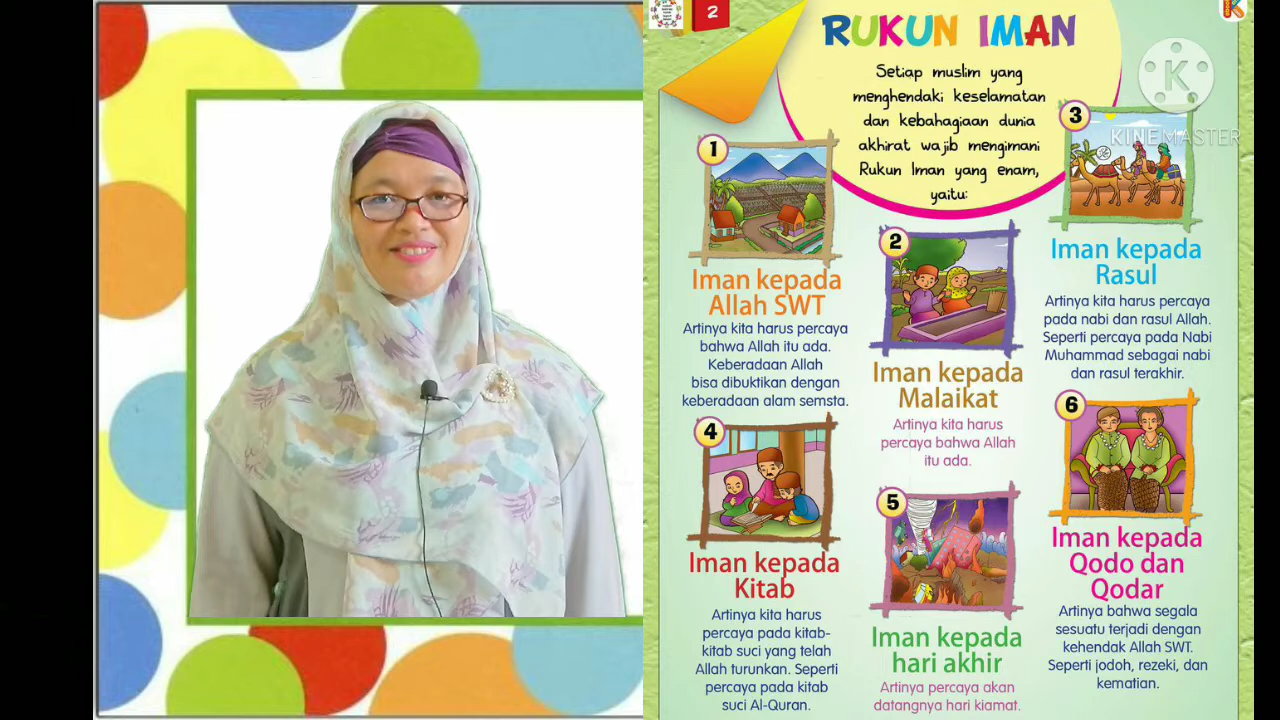 2
RUKUN IMAN
Setiap muslim yang
menghendaki keselamatan
dan kebahagiaan dunia
akhirat wajib mengimani
Rukun Iman yang enam,
yaitu:
K
KINEMASTER
1
Iman kepada
Allah SWT
Artinya kita harus percaya
bahwa Allah itu ada.
Keberadaan Allah
bisa dibuktikan dengan
keberadaan alam semsta.
2
Iman kepada
Malaikat
Artinya kita harus
percaya bahwa Allah
itu ada.
3
Iman kepada
Rasul
Artinya kita harus percaya
pada nabi dan rasul Allah.
Seperti percaya pada Nabi
Muhammad sebagai nabi
dan rasul terakhir.
4
Iman kepada
Kitab
Artinya kita harus
percaya pada kitab-
kitab suci yang telah
Allah turunkan. Seperti
percaya pada kitab
suci Al-Quran.
5
Iman kepada
hari akhir
Artinya percaya akan
datangnya hari kiamat.
6
Iman kepada
Qodo dan
Qodar
Artinya bahwa segala
sesuatu terjadi dengan
kehendak Allah SWT.
Seperti jodoh, rezeki, dan
kematian.